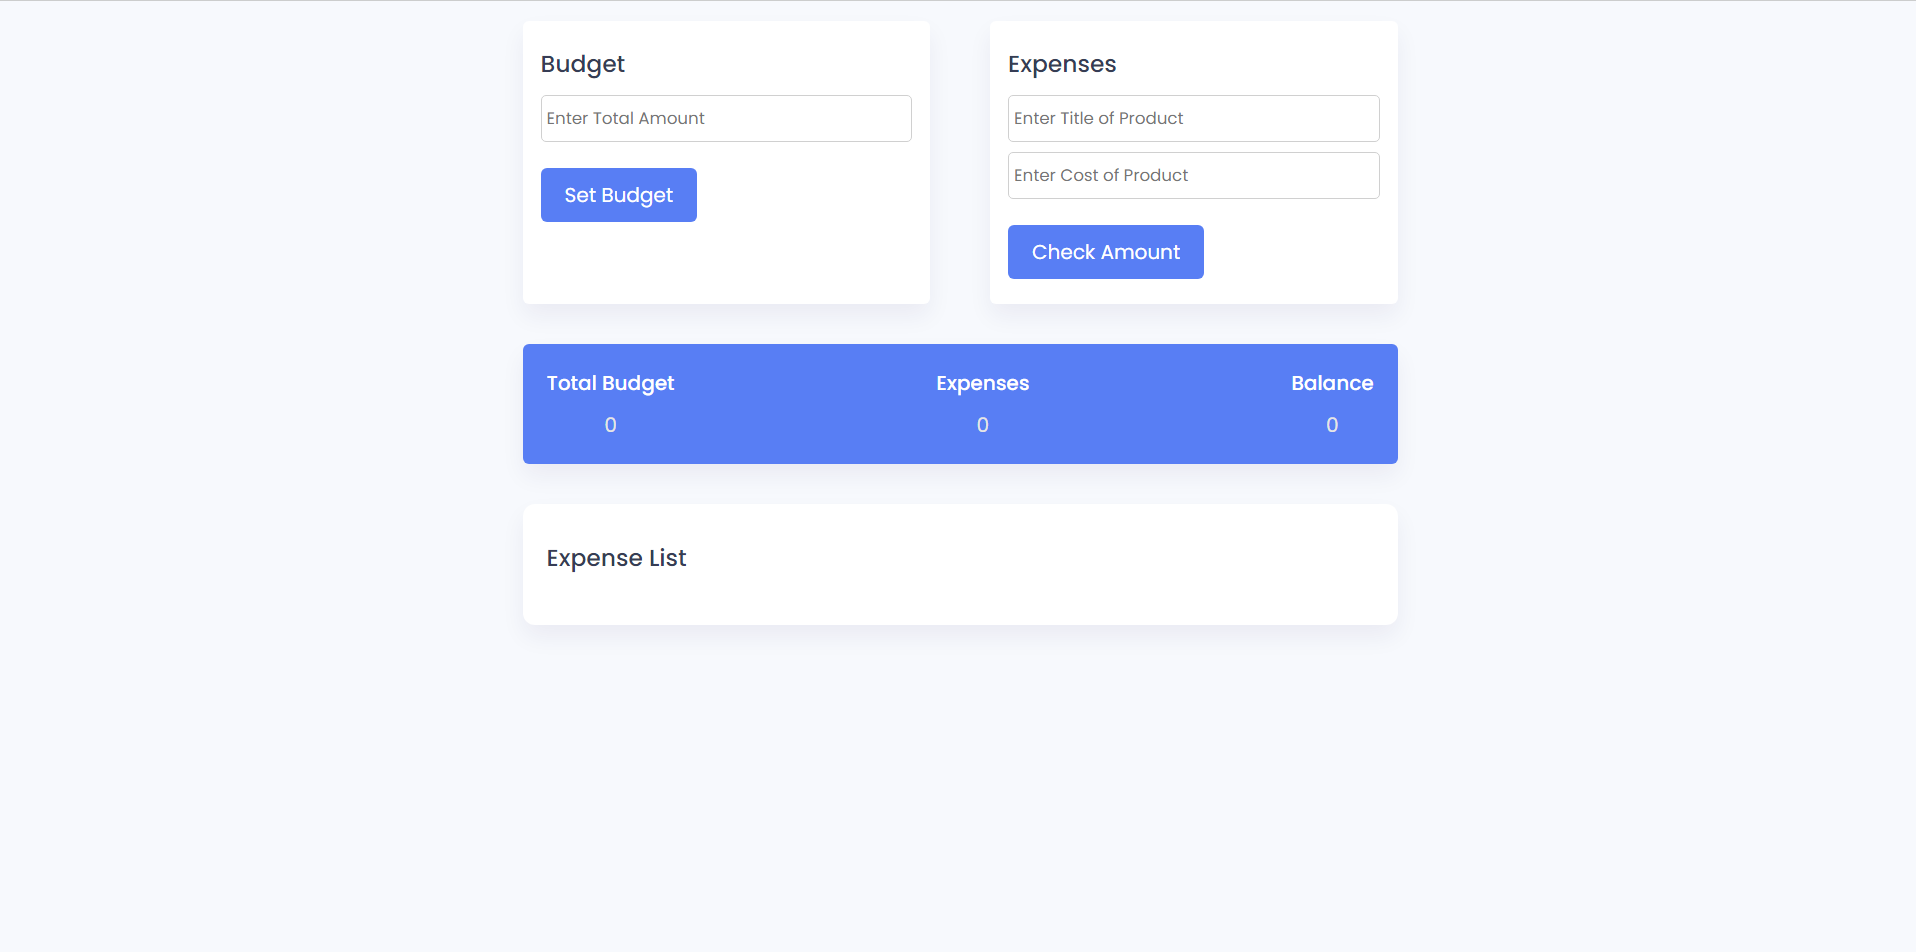 Budget
Enter Total Amount
Set Budget
Expenses
Enter Title of Product
Enter Cost of Product
Check Amount
Total Budget
0
Expenses
0
Balance
0
Expense List